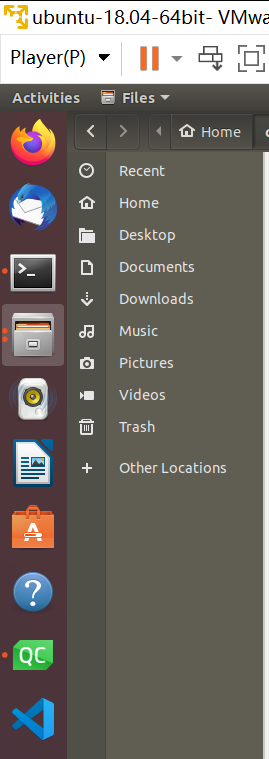 ubuntu-18.04-64bit- VMwa
Player(P)
Activities Files
Home
Recent
Home
Desktop
Documents
Downloads
Music
Pictures
Videos
Trash
Other Locations
QC